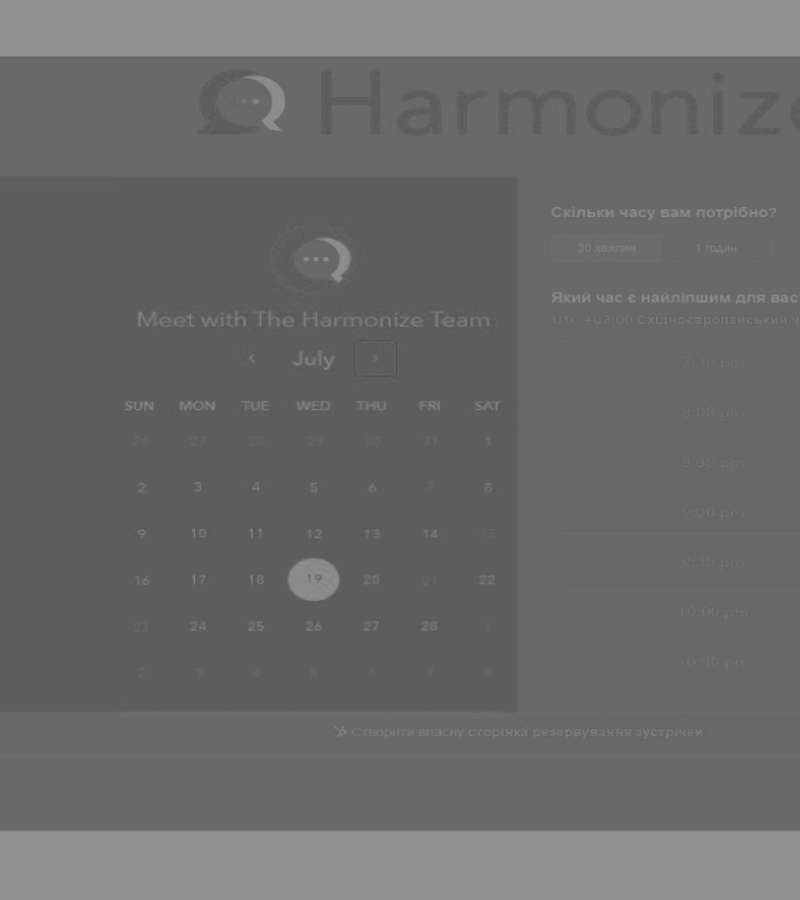 Harmonize
Meet with The Harmonize Team
‹ July ›
SUN MON TUE WED THU FRI SAT
26 27 28 29 30 31 1
2 3 4 5 6 7 8
9 10 11 12 13 14 15
16 17 18 19 20 21 22
23 24 25 26 27 28 1
2 3 4 5 6 7 8
Скільки часу вам потрібно?
30 хвилин 1 годин
Який час є найліпшим для вас
UTC +03:00 Східноєвропейський ч
7:30 pm
8:00 pm
8:30 pm
9:00 pm
9:30 pm
10:00 pm
10:30 pm
Створити власну сторінка резервування зустрічей